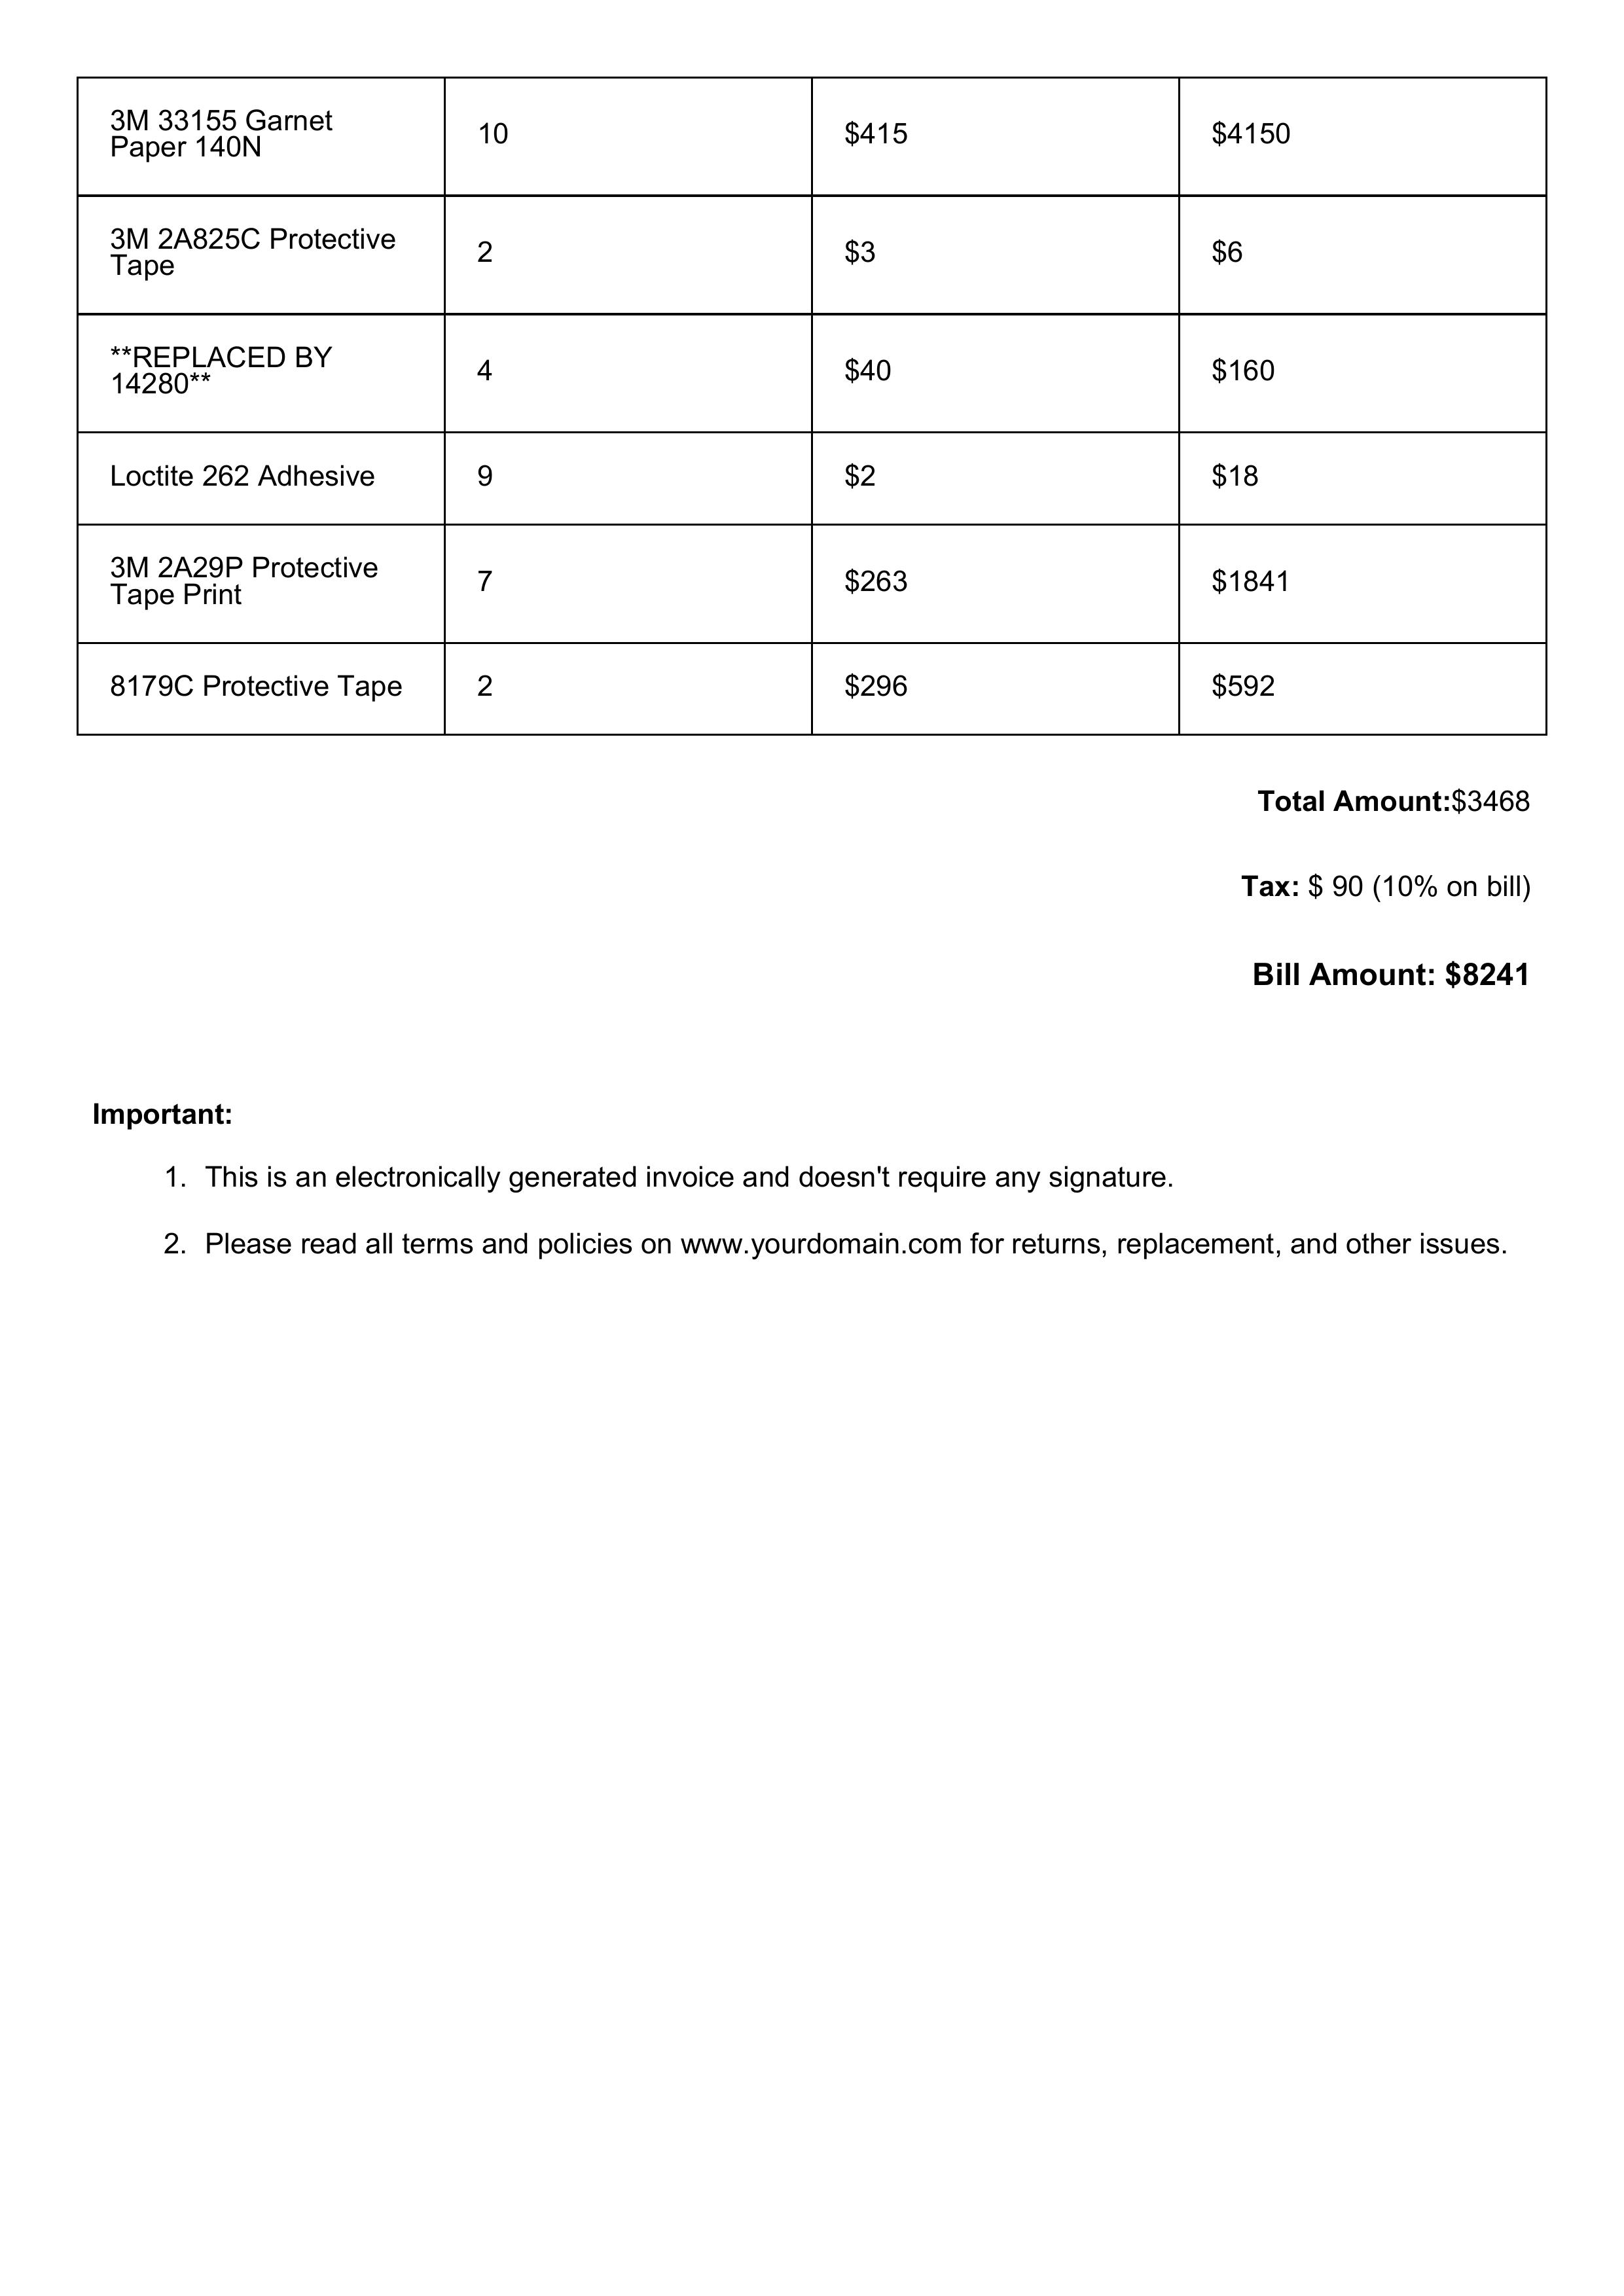 3M 33155 Garnet
Paper 140N
10
$415
$4150
3M 2A825C Protective
Tape
2
$3
$6
**REPLACED BY
14280**
4
$40
$160
Loctite 262 Adhesive
9
$2
$18
3M 2A29P Protective
Tape Print
7
$263
$1841
8179C Protective Tape
2
$296
$592
Total Amount:$3468
Tax: $ 90 (10% on bill)
Bill Amount: $8241
Important:
1. This is an electronically generated invoice and doesn't require any signature.
2. Please read all terms and policies on www.yourdomain.com for returns, replacement, and other issues.